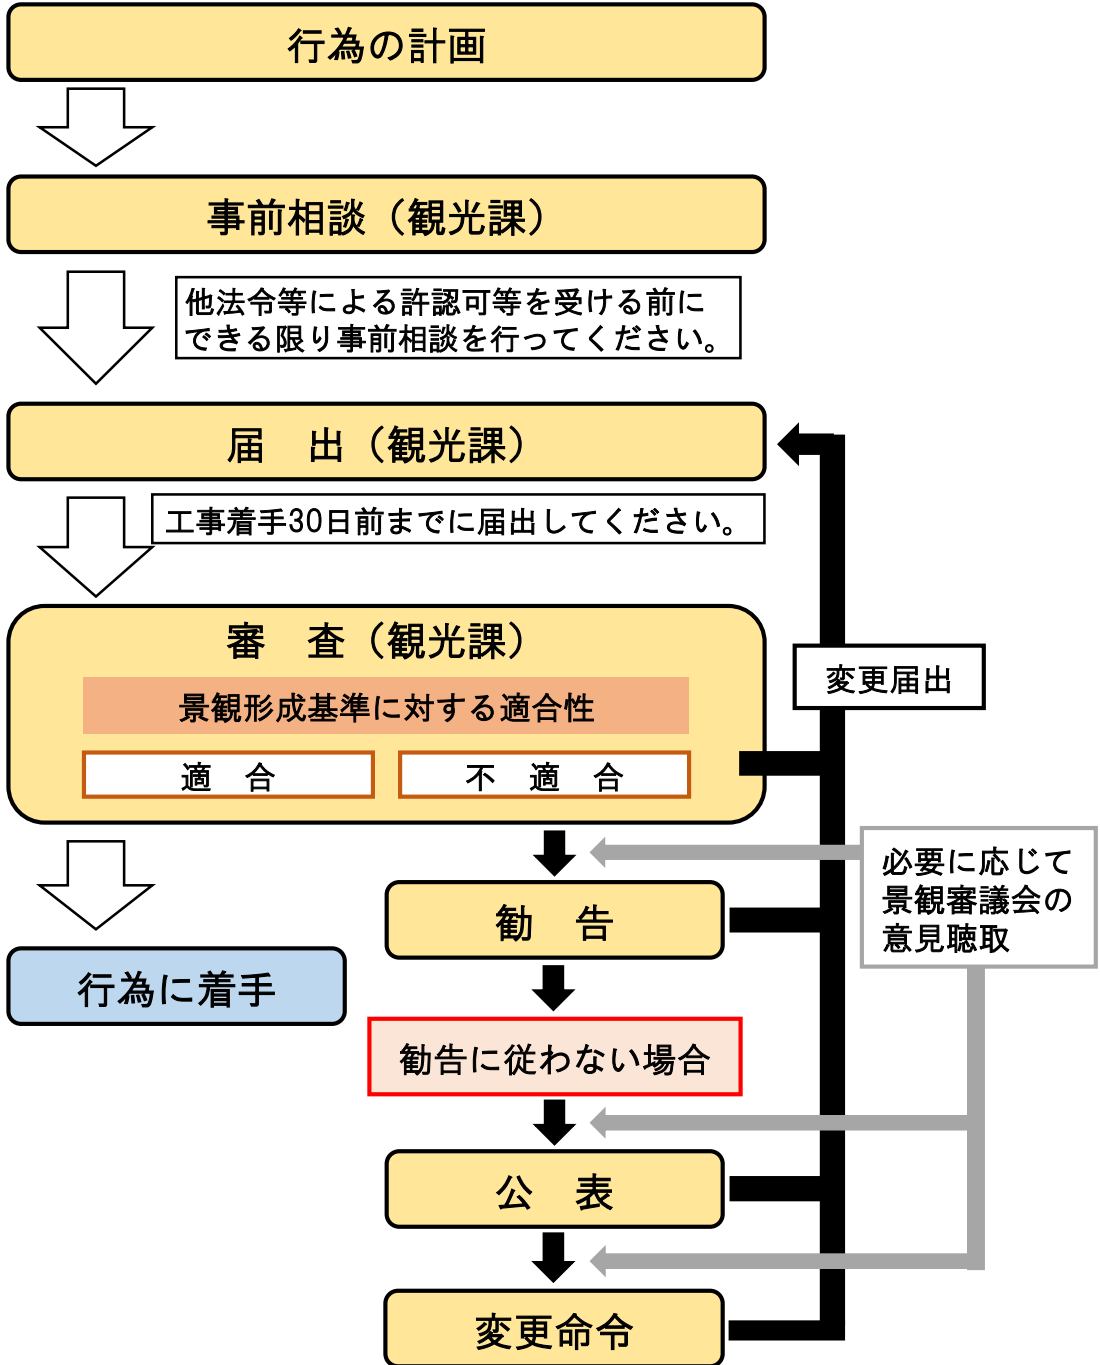 行為の計画
事前相談（観光課）
他法令等による許認可等を受ける前に
できる限り事前相談を行ってください。
届　出（観光課）
工事着手30日前までに届出してください。
審　査（観光課）
景観形成基準に対する適合性
適　合
不　適　合
変更届出
必要に応じて
景観審議会の
意見聴取
勧　告
行為に着手
勧告に従わない場合
公　表
変更命令